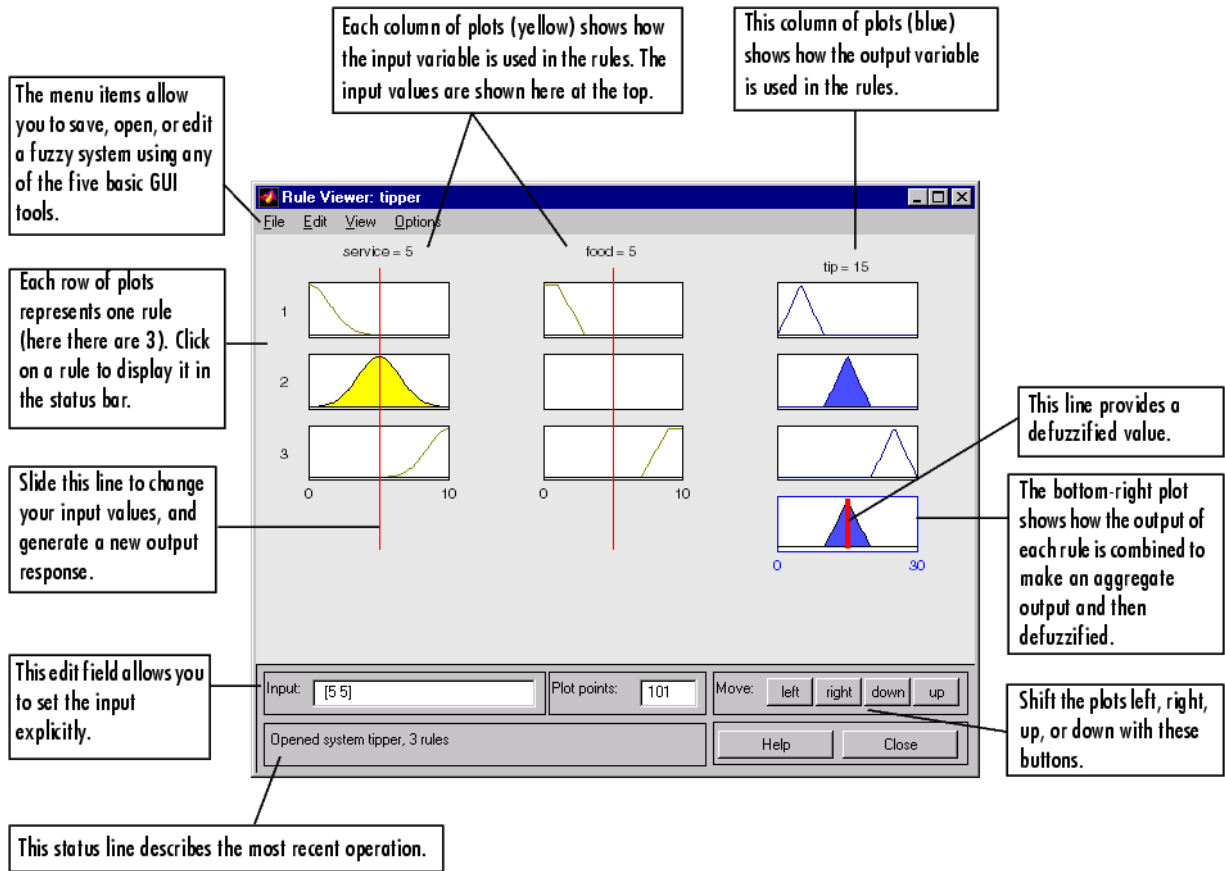 Each column of plots (yellow) shows how
the input variable is used in the rules. The
input values are shown here at the top.
This column of plots (blue)
shows how the output variable
is used in the rules.
The menu items allow
you to save, open, or edit
a fuzzy system using any
of the five basic GUI
tools.
Rule Viewer: tipper
File Edit View Options
service = 5
food = 5
tip = 15
Each row of plots
represents one rule
(here there are 3). Click
on a rule to display it in
the status bar.
1
2
3
0 10
0 10
This line provides a
defuzzified value.
Slide this line to change
your input values, and
generate a new output
response.
The bottom-right plot
shows how the output of
each rule is combined to
make an aggregate
output and then
defuzzified.
0 30
This edit field allows you
to set the input
explicitly.
Input: [5 5]
Plot points: 101
Move: left right down up
Shift the plots left, right,
up, or down with these
buttons.
Opened system tipper, 3 rules
Help Close
This status line describes the most recent operation.